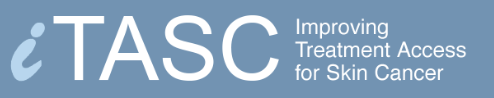 iTASC
Improving
Treatment Access
for Skin Cancer